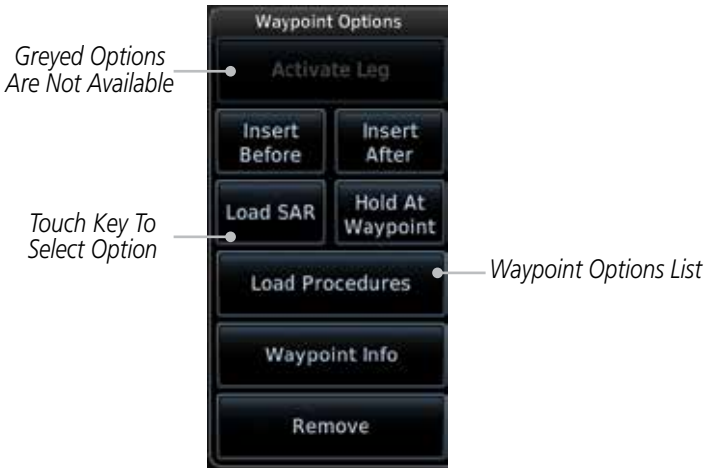 Waypoint Options
Greyed Options
Are Not Available
Activate Leg
Insert
Before
Insert
After
Touch Key To
Select Option
Load SAR
Hold At
Waypoint
Load Procedures
Waypoint Options List
Waypoint Info
Remove